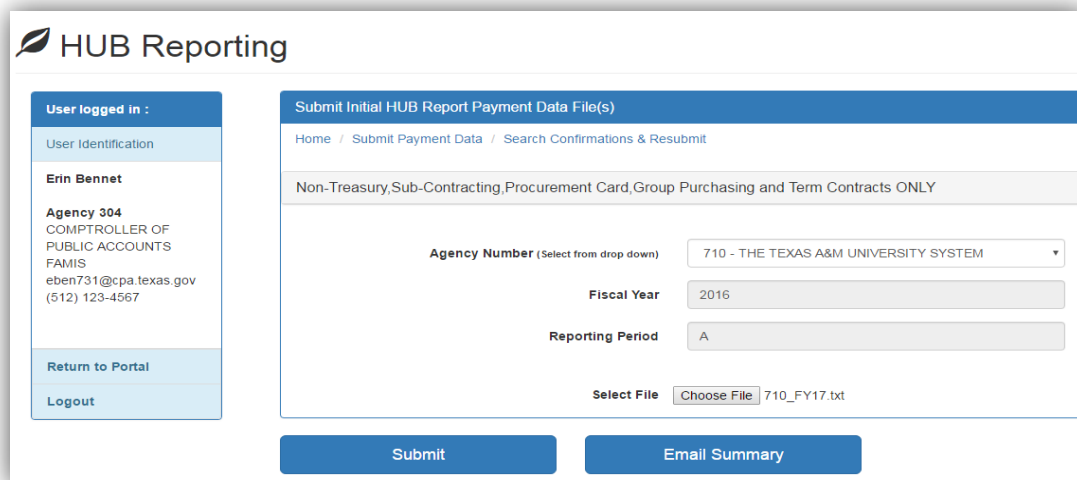 HUB Reporting
User logged in :
User Identification
Erin Bennet
Agency 304
COMPTROLLER OF
PUBLIC ACCOUNTS
FAMIS
eben731@cpa.texas.gov
(512) 123-4567
Return to Portal
Logout
Submit Initial HUB Report Payment Data File(s)
Home / Submit Payment Data / Search Confirmations & Resubmit
Non-Treasury,Sub-Contracting,Procurement Card,Group Purchasing and Term Contracts ONLY
Agency Number (Select from drop down) 710 - THE TEXAS A&M UNIVERSITY SYSTEM
Fiscal Year 2016
Reporting Period A
Select File Choose File 710_FY17.txt
Submit Email Summary